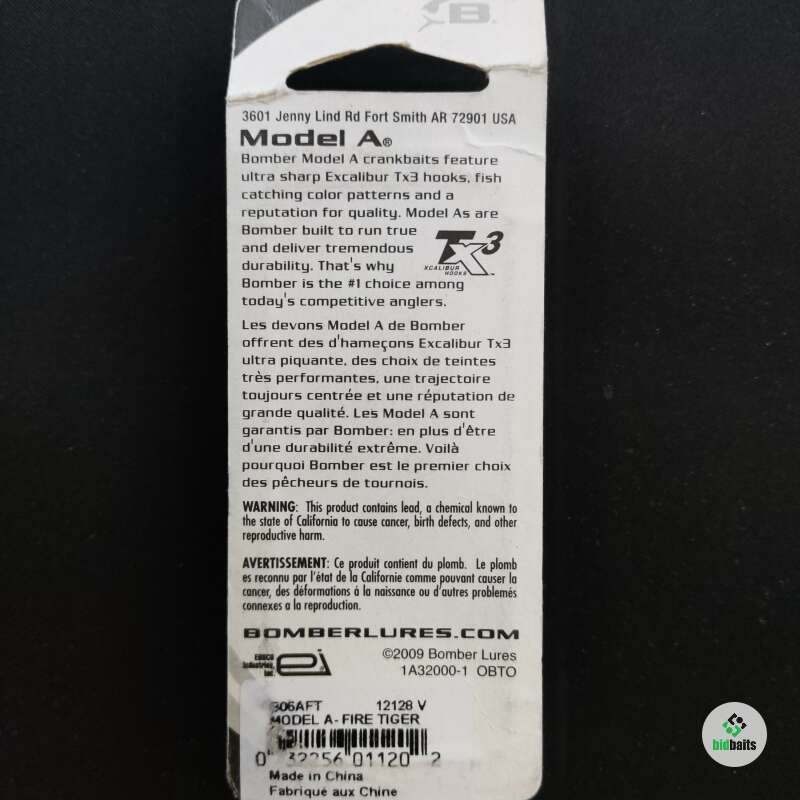 B.
3601 Jenny Lind Rd Fort Smith AR 72901 USA
Model A®
Bomber Model A crankbaits feature
ultra sharp Excalibur Tx3 hooks, fish
catching color patterns and a
reputation for quality. Model As are
Bomber built to run true
and deliver tremendous
durability. That's why
Bomber is the #1 choice among
today's competitive anglers.
Tx3
XCALIBUR
HOOKS
Les devons Model A de Bomber
offrent des d'hameçons Excalibur Tx3
ultra piquante, des choix de teintes
très performantes, une trajectoire
toujours centrée et une réputation de
grande qualité. Les Model A sont
garantis par Bomber: en plus d'être
d'une durabilité extrême. Voilà
pourquoi Bomber est le premier choix
des pêcheurs de tournois.
WARNING: This product contains lead, a chemical known to
the state of California to cause cancer, birth defects, and other
reproductive harm.
AVERTISSEMENT: Ce produit contient du plomb. Le plomb
es reconnu par l'état de la Californie comme pouvant causer la
cancer, des déformations à la naissance ou d'autres problemés
connexes a la reproduction.
BOMBERLURES.COM
EBSCO
Industries,
Inc.
ei
©2009 Bomber Lures
1A32000-1 OBTO
06AFT 12128 V
MODEL A- FIRE TIGER
0 32256 01120 2
Made in China
Fabriqué aux Chine
bidbaits